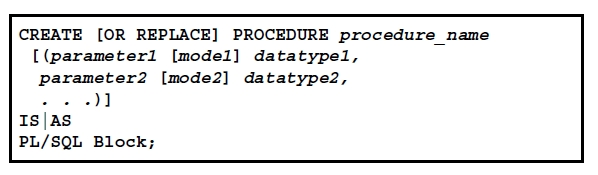 CREATE [OR REPLACE] PROCEDURE procedure_name
[(parameter1 [mode1] datatype1,
parameter2 [mode2] datatype2,
. . .)]
IS|AS
PL/SQL Block;